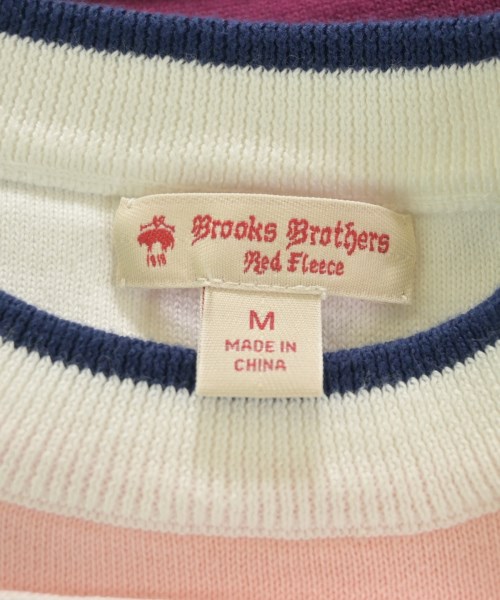 Brooks Brothers
Red Fleece
1818
M
MADE IN
CHINA